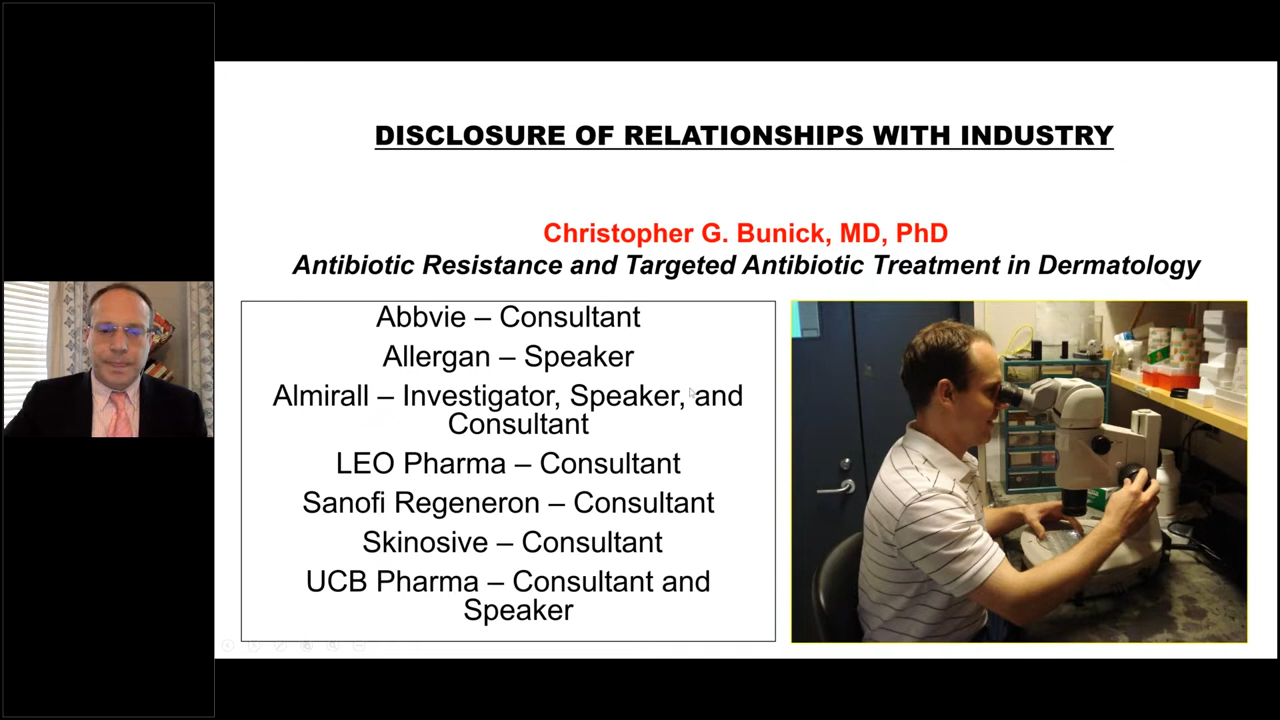 DISCLOSURE OF RELATIONSHIPS WITH INDUSTRY
Christopher G. Bunick, MD, PhD
Antibiotic Resistance and Targeted Antibiotic Treatment in Dermatology
Abbvie – Consultant
Allergan – Speaker
Almirall – Investigator, Speaker, and
Consultant
LEO Pharma – Consultant
Sanofi Regeneron – Consultant
Skinosive – Consultant
UCB Pharma – Consultant and
Speaker